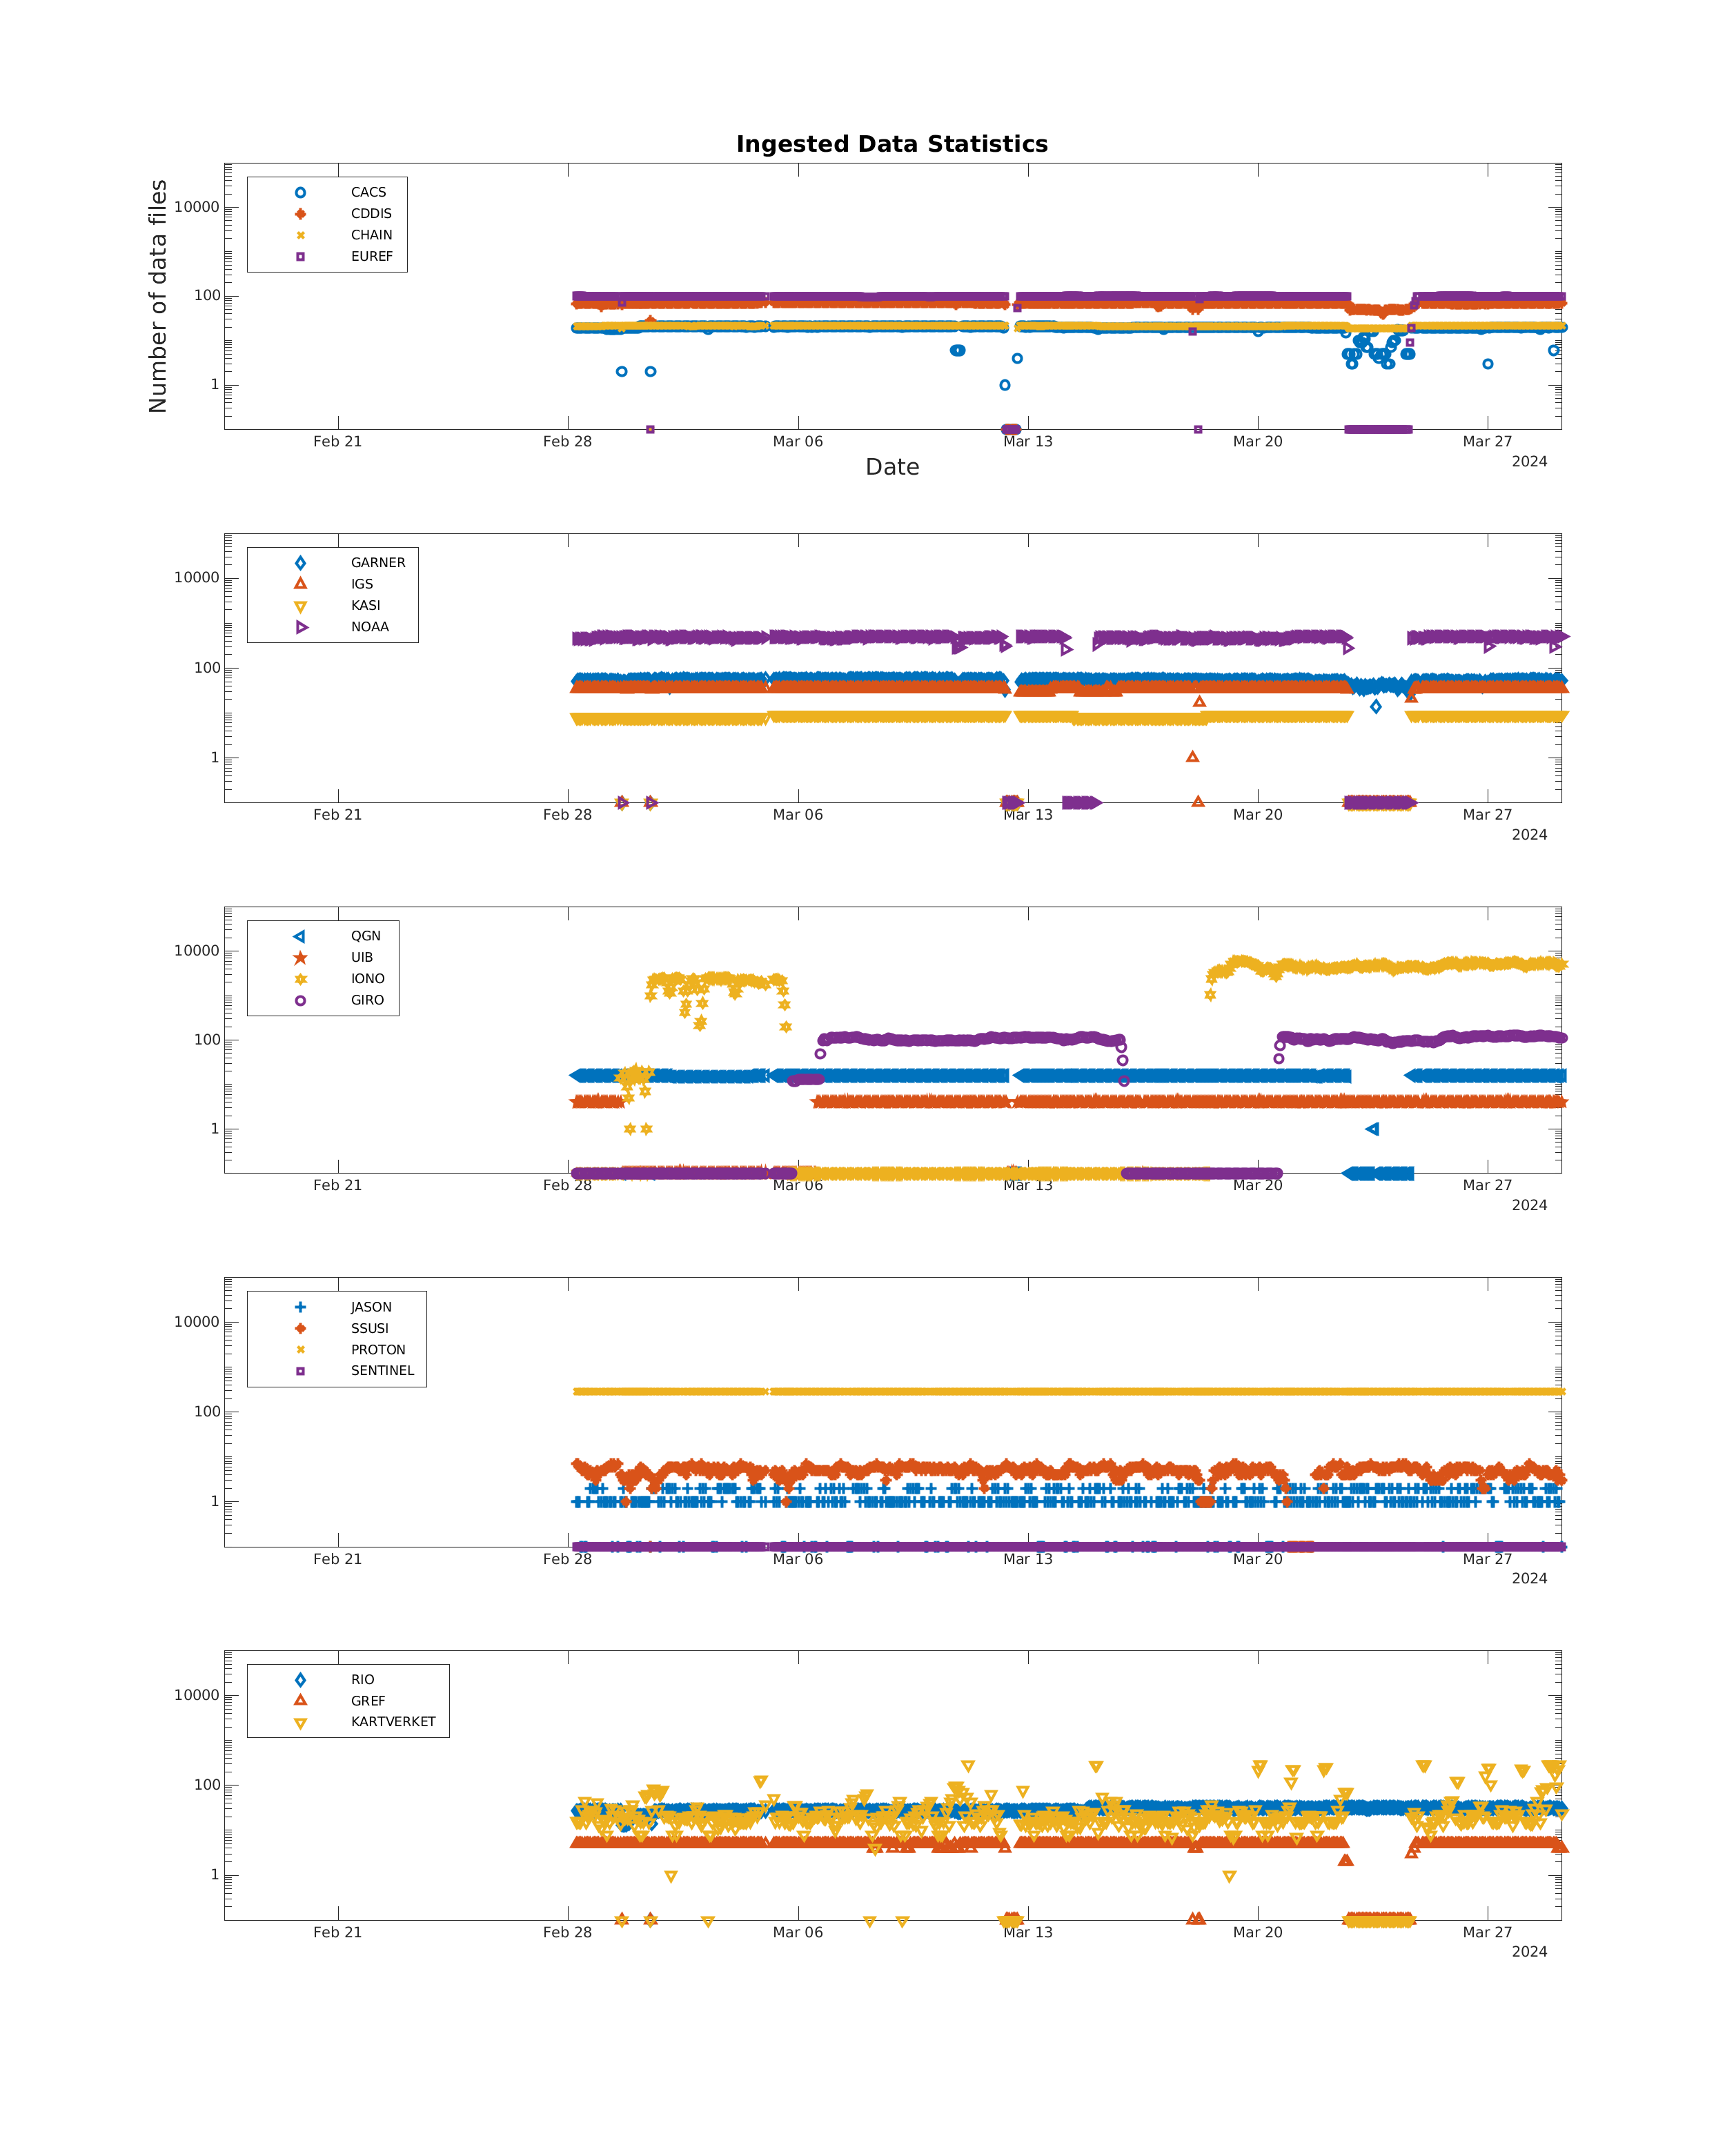 Ingested Data Statistics
Number of data files
10000
100
1
CACS
CDDIS
CHAIN
EUREF
Feb 21 Feb 28 Mar 06 Mar 13 Mar 20 Mar 27
2024
Date
10000
100
1
GARNER
IGS
KASI
NOAA
Feb 21 Feb 28 Mar 06 Mar 13 Mar 20 Mar 27
2024
10000
100
1
QGN
UIB
IONO
GIRO
Feb 21 Feb 28 Mar 06 Mar 13 Mar 20 Mar 27
2024
10000
100
1
JASON
SSUSI
PROTON
SENTINEL
Feb 21 Feb 28 Mar 06 Mar 13 Mar 20 Mar 27
2024
10000
100
1
RIO
GREF
KARTVERKET
Feb 21 Feb 28 Mar 06 Mar 13 Mar 20 Mar 27
2024